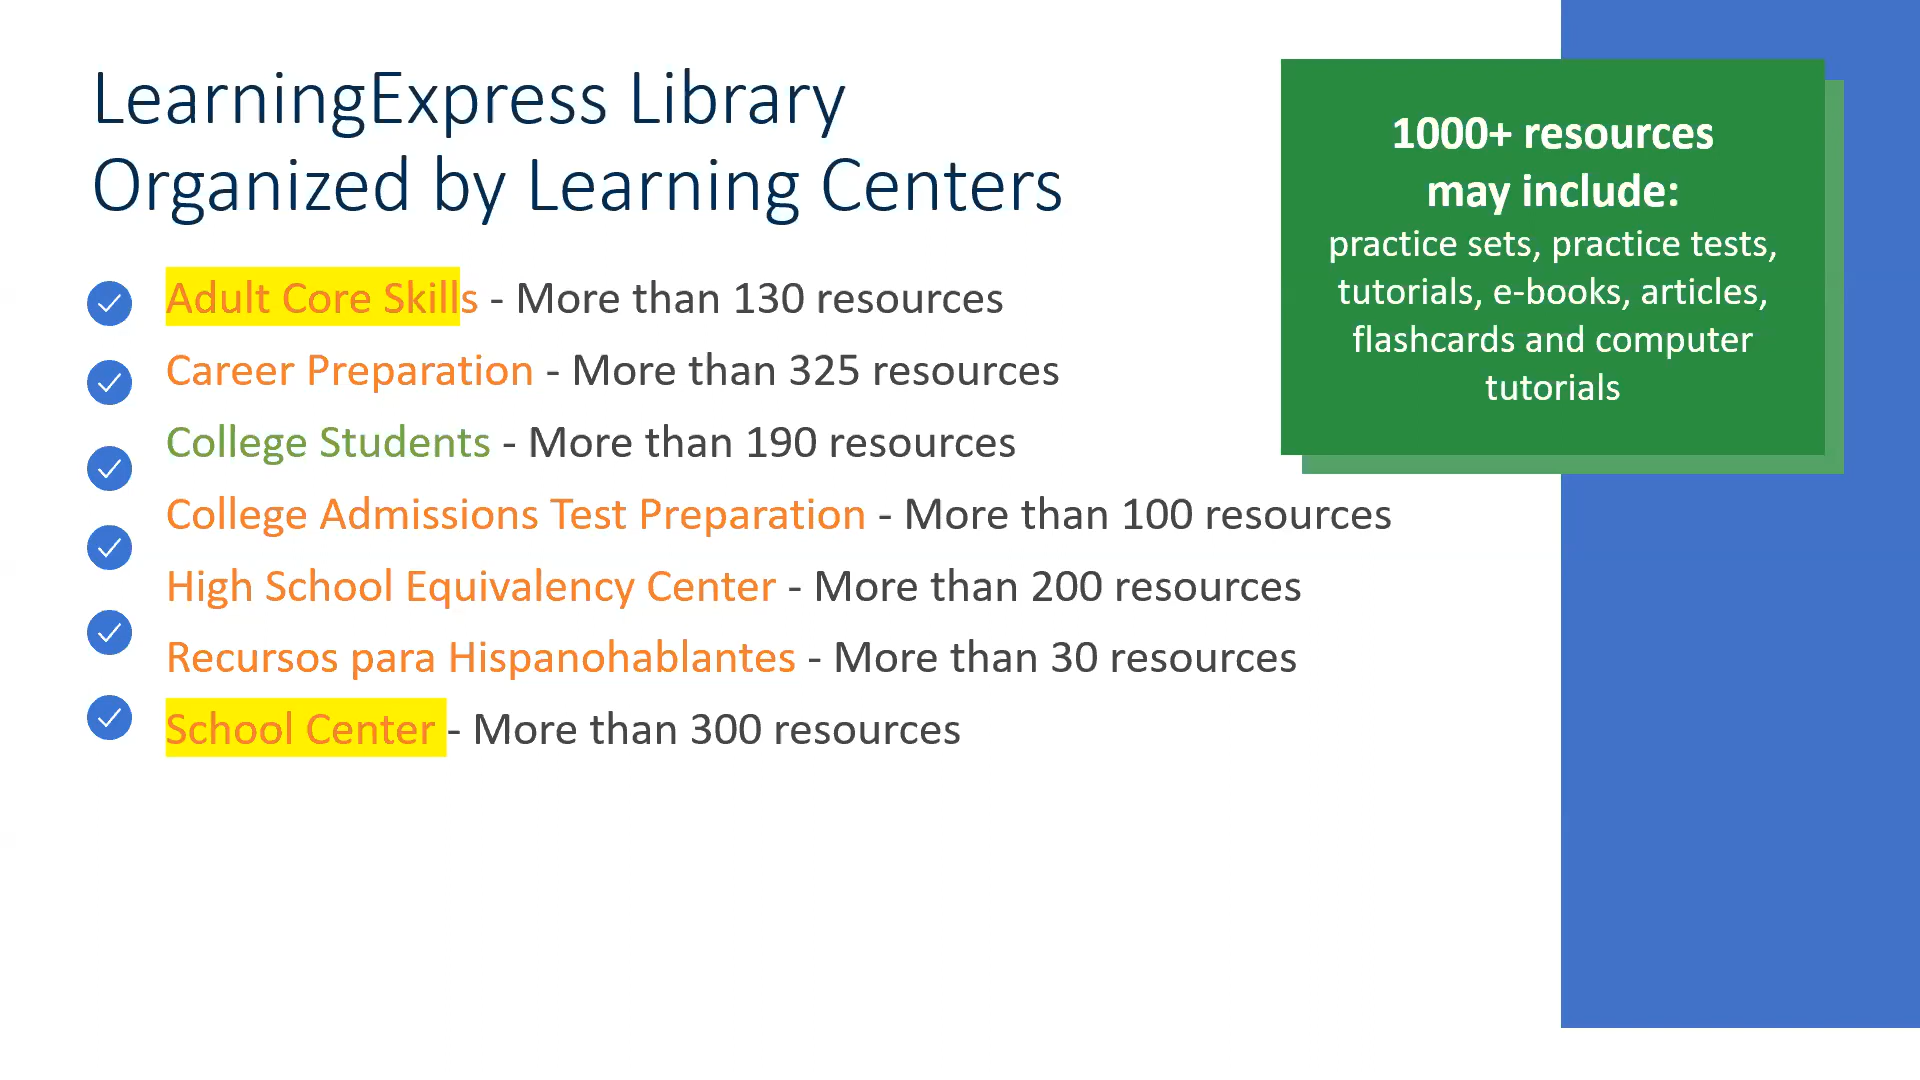 LearningExpress Library
Organized by Learning Centers
Adult Core Skills - More than 130 resources
Career Preparation - More than 325 resources
College Students - More than 190 resources
College Admissions Test Preparation - More than 100 resources
High School Equivalency Center - More than 200 resources
Recursos para Hispanohablantes - More than 30 resources
School Center - More than 300 resources
1000+ resources
may include:
practice sets, practice tests,
tutorials, e-books, articles,
flashcards and computer
tutorials